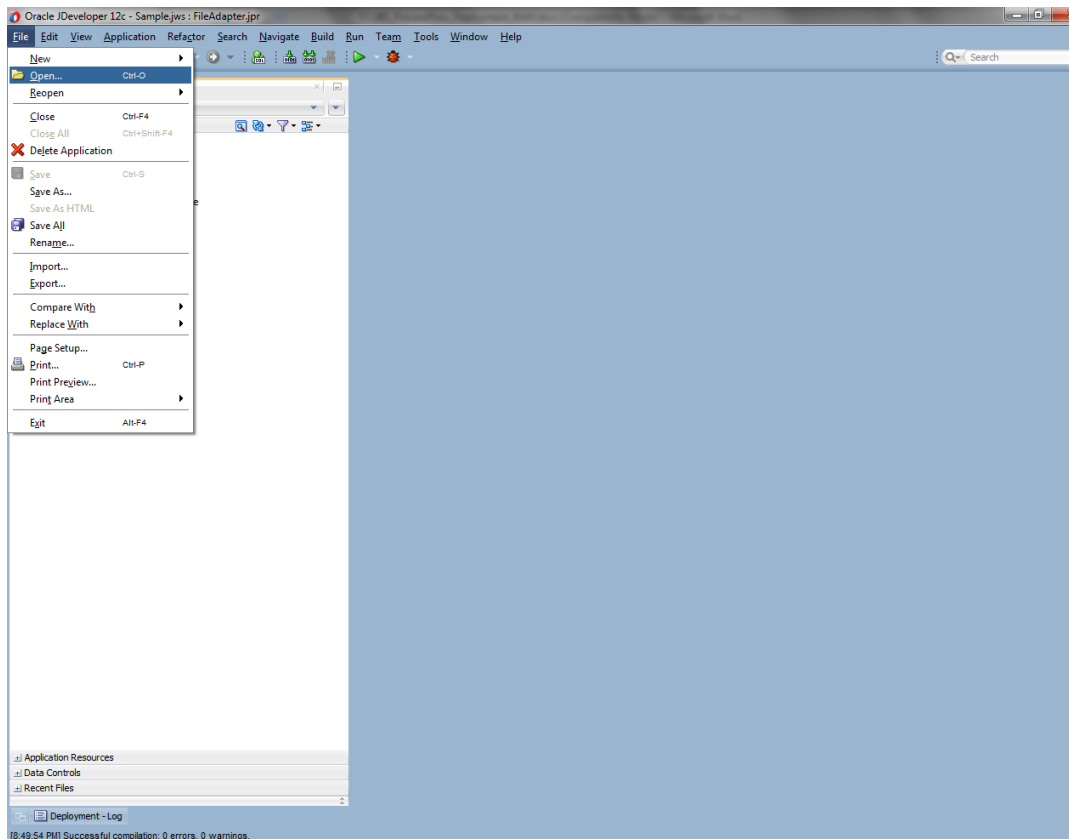 Oracle JDeveloper 12c - Sample.jws : FileAdapter.jpr
File Edit View Application Refactor Search Navigate Build Run Team Tools Window Help
Search
New
Open... Ctrl-O
Reopen
Close Ctrl-F4
Close All Ctrl+Shift-F4
Delete Application
Save Ctrl-S
Save As...
Save As HTML
Save All
Rename...
Import...
Export...
Compare With
Replace With
Page Setup...
Print... Ctrl-P
Print Preview...
Print Area
Exit Alt-F4
Application Resources
Data Controls
Recent Files
Deployment - Log
[8:49:54 PM] Successful compilation: 0 errors, 0 warnings.